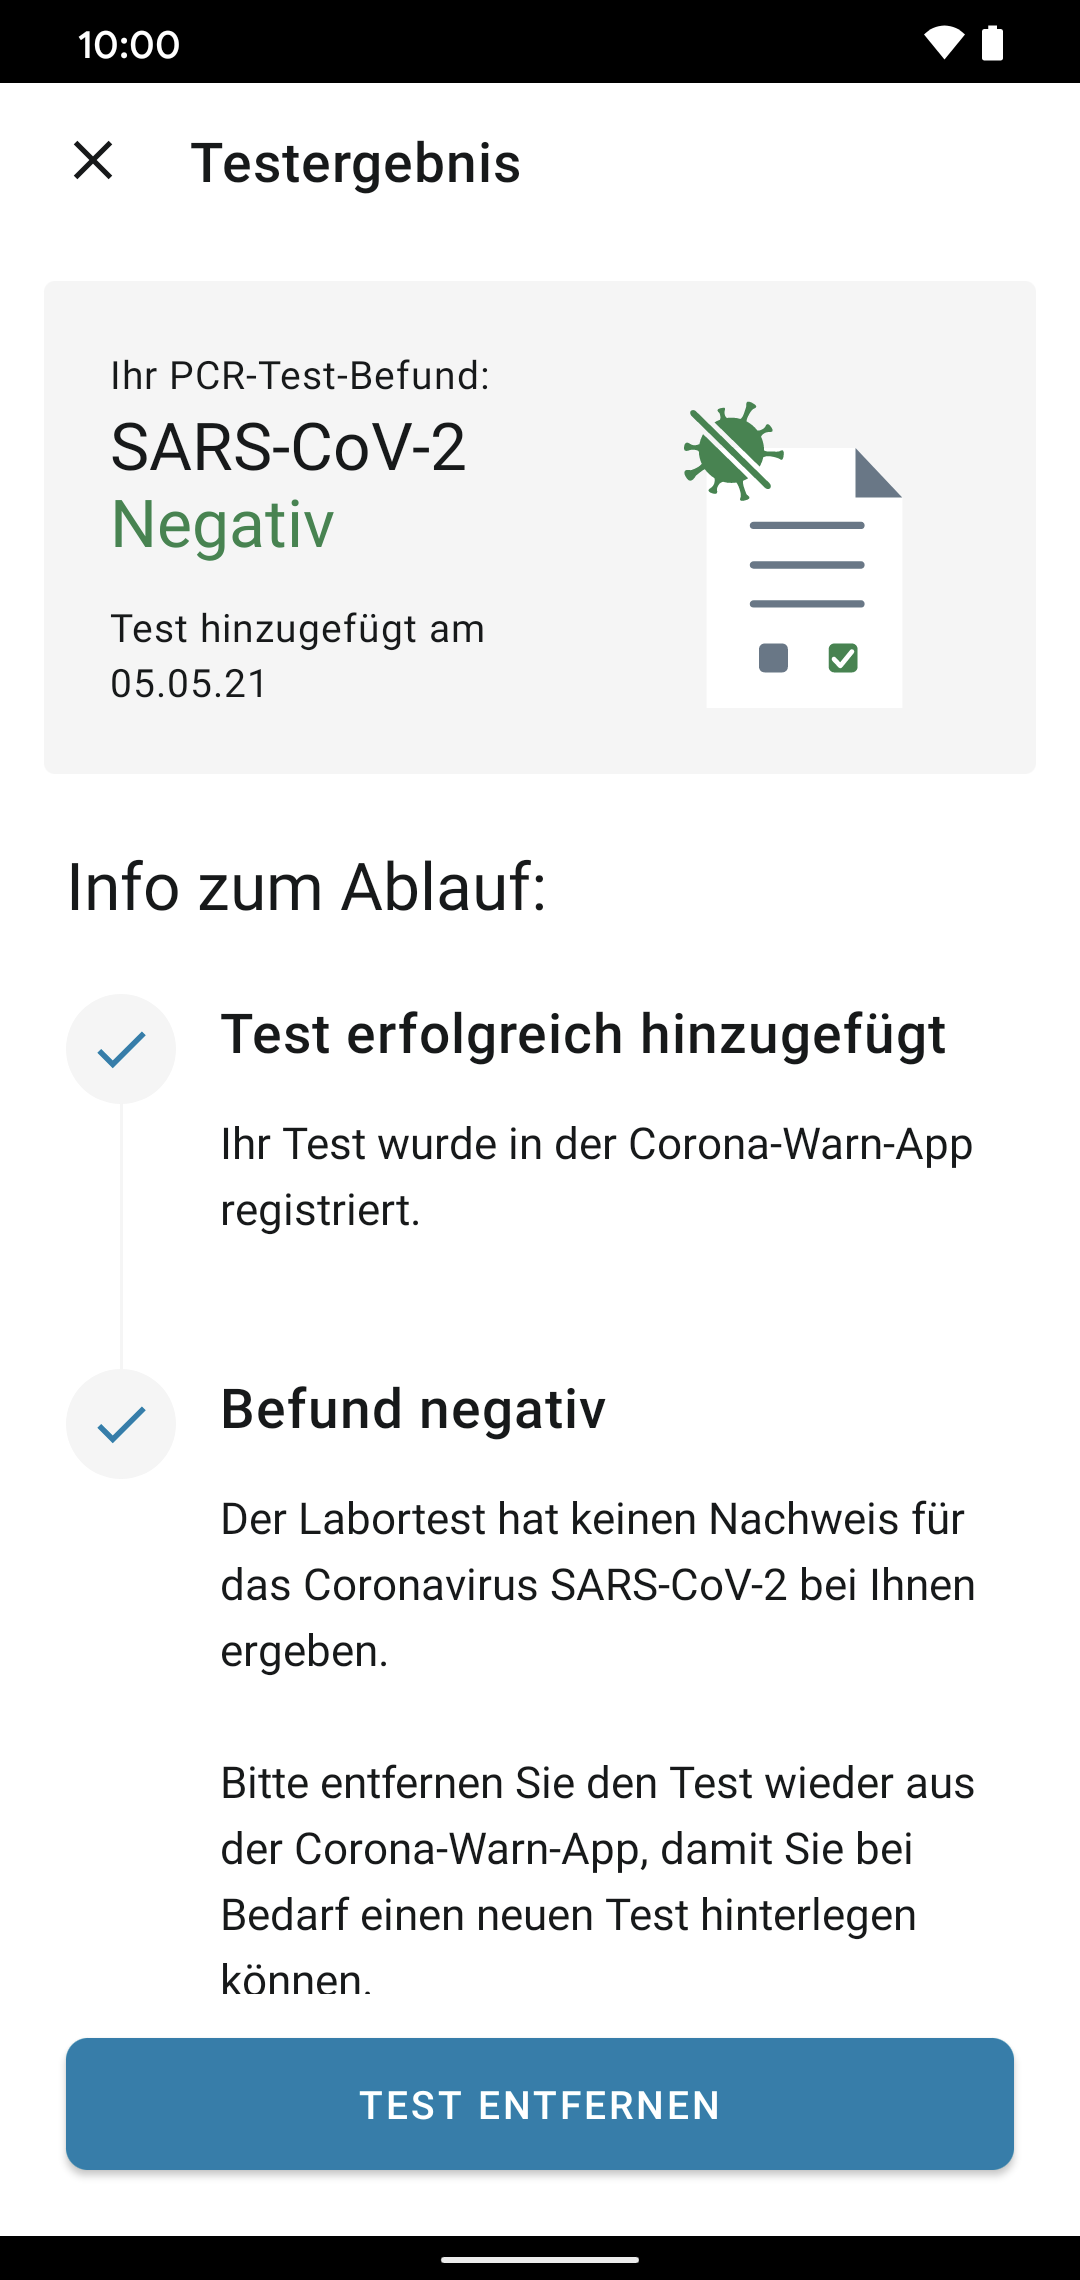 10:00
Testergebnis
Ihr PCR-Test-Befund:
SARS-CoV-2
Negativ
Test hinzugefügt am
05.05.21
Info zum Ablauf:
Test erfolgreich hinzugefügt
Ihr Test wurde in der Corona-Warn-App
registriert.
Befund negativ
Der Labortest hat keinen Nachweis für
das Coronavirus SARS-CoV-2 bei Ihnen
ergeben.
Bitte entfernen Sie den Test wieder aus
der Corona-Warn-App, damit Sie bei
Bedarf einen neuen Test hinterlegen
können.
TEST ENTFERNEN